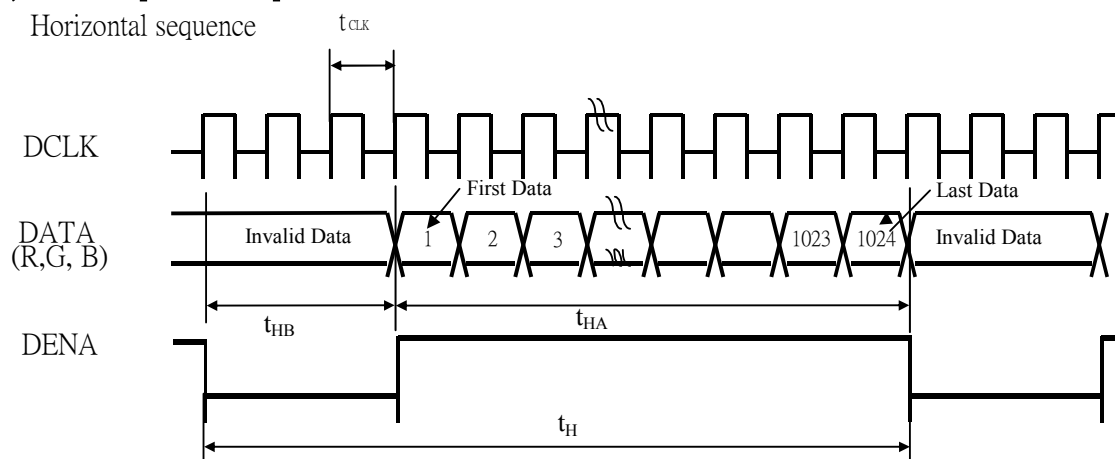 Horizontal sequence
tCLK
DCLK
First Data
Last Data
DATA
(R,G, B)
Invalid Data
1
2
3
1023
1024
Invalid Data
tHB
tHA
DENA
tH